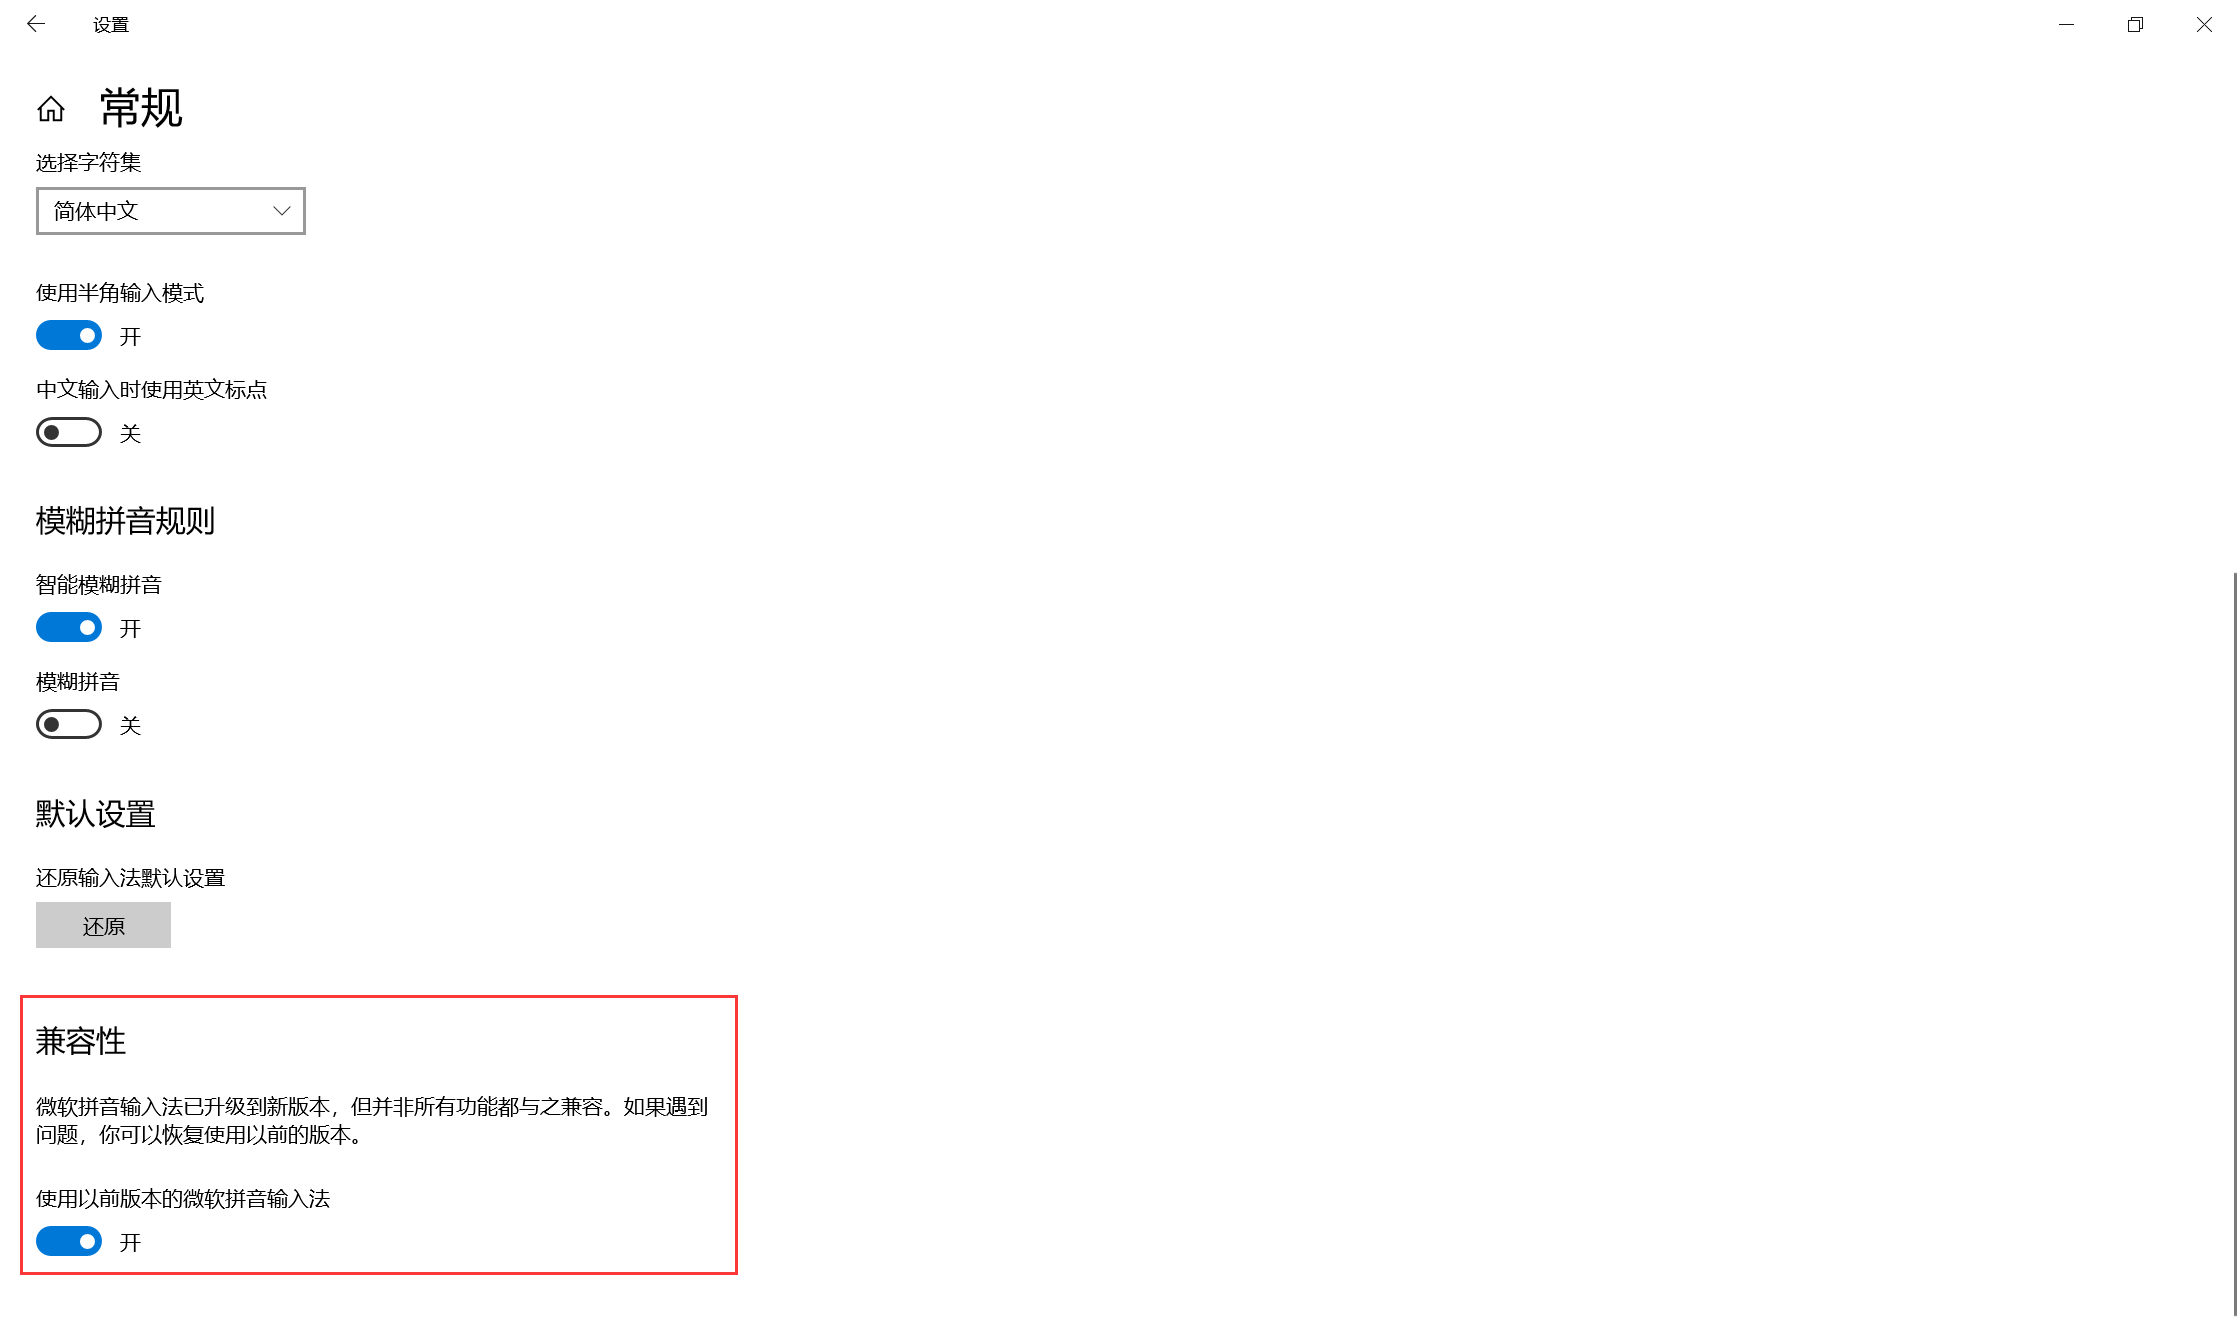 设置
常规
选择字符集
简体中文
使用半角输入模式
开
中文输入时使用英文标点
关
模糊拼音规则
智能模糊拼音
开
模糊拼音
关
默认设置
还原输入法默认设置
还原
兼容性
微软拼音输入法已升级到新版本，但并非所有功能都与之兼容。如果遇到
问题，你可以恢复使用以前的版本。
使用以前版本的微软拼音输入法
开